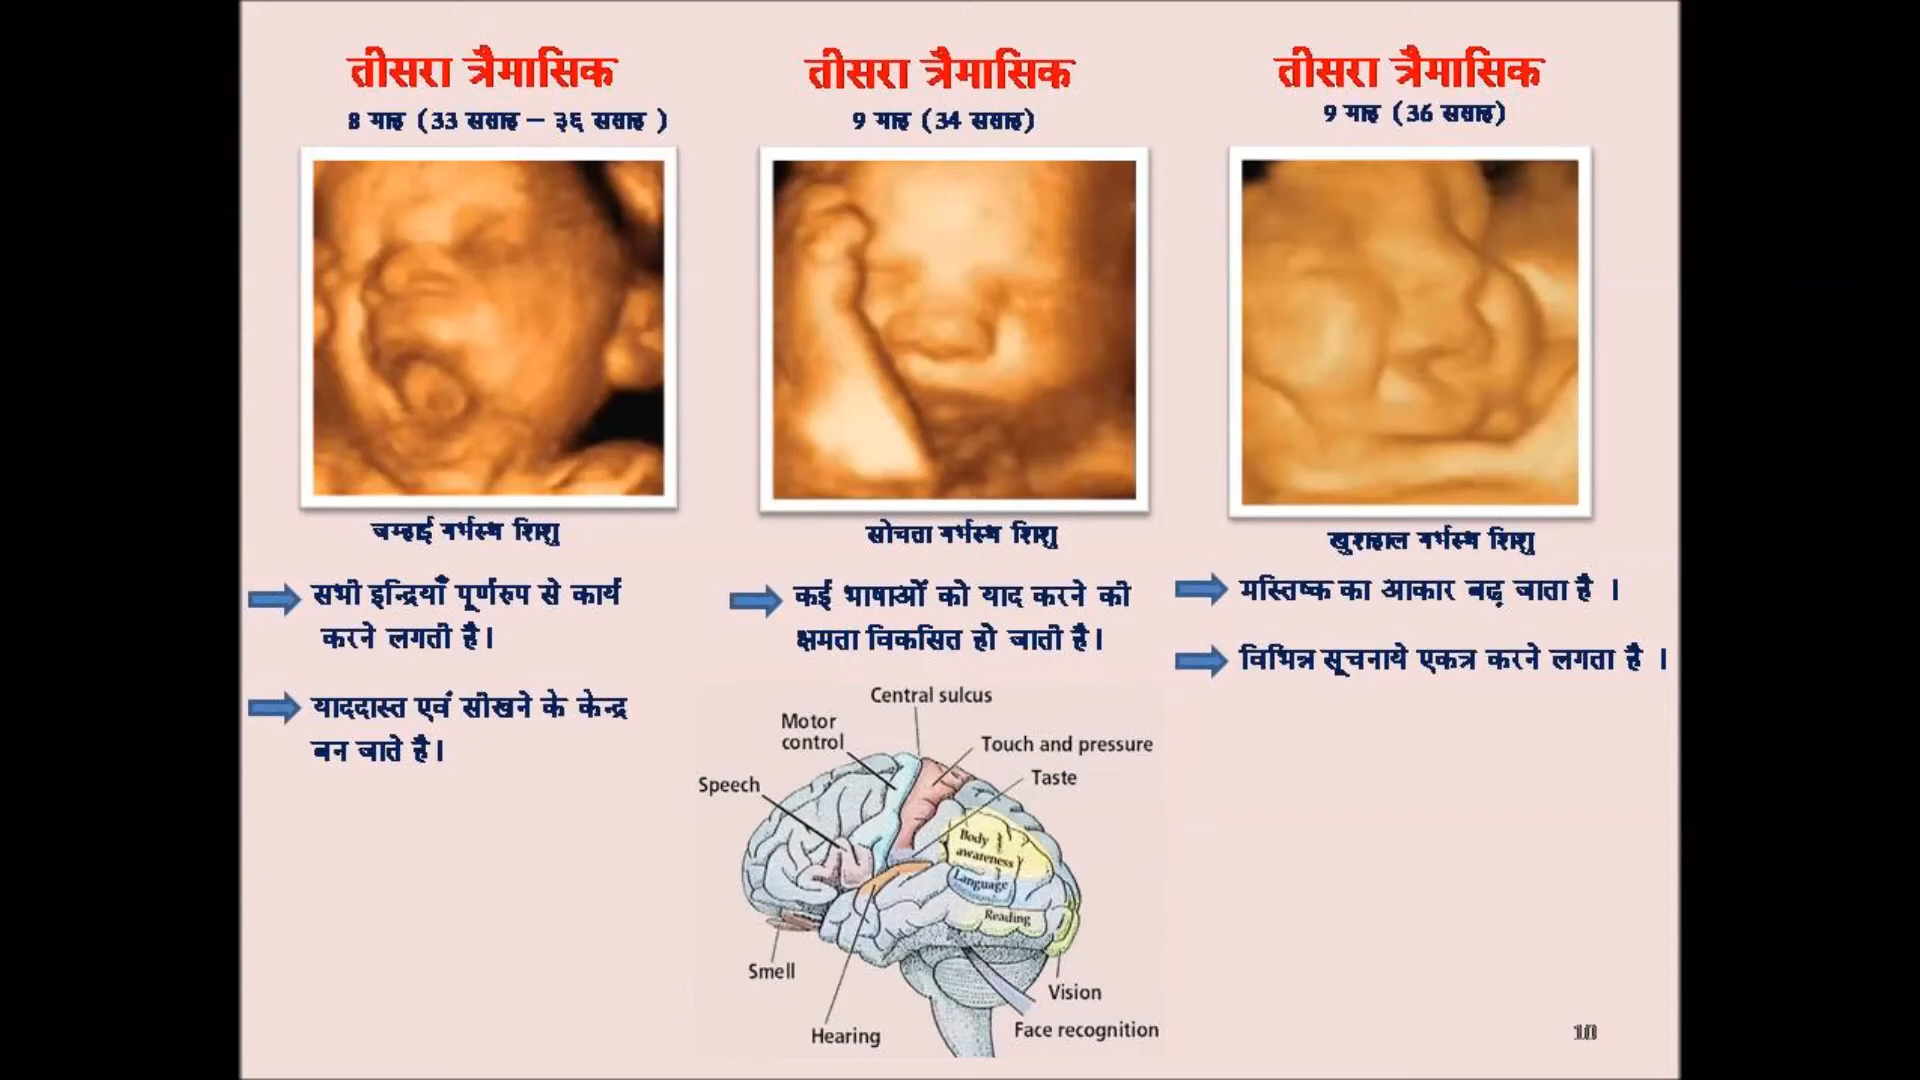 तीसरा त्रैमासिक
8 माह (33 सप्ताह – ३६ सप्ताह )
जम्हाई गर्भस्थ शिशु
सभी इन्द्रियाँ पूर्णरुप से कार्य
करने लगती है।
याददास्त एवं सीखने के केन्द्र
बन जाते है।
तीसरा त्रैमासिक
9 माह (34 सप्ताह)
सोचता गर्भस्थ शिशु
कई भाषाओं को याद करने की
क्षमता विकसित हो जाती है।
Central sulcus
Motor
control
Touch and pressure
Taste
Speech
Body
awareness
Language
Reading
Smell
Vision
Hearing
Face recognition
तीसरा त्रैमासिक
9 माह (36 सप्ताह)
खुशहाल गर्भस्थ शिशु
मस्तिष्क का आकार बढ़ जाता है ।
विभिन्न सूचनाये एकत्र करने लगता है ।
10